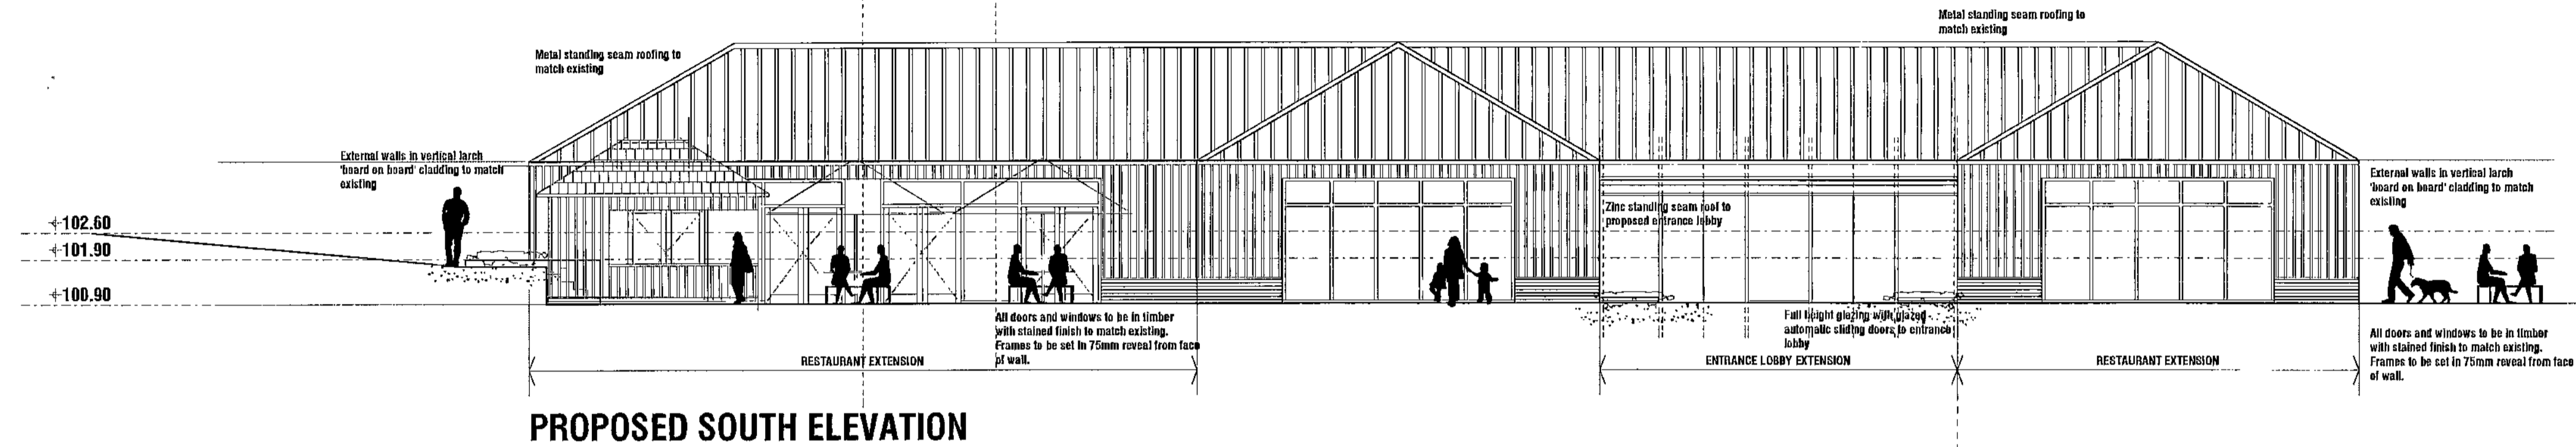 Metal standing seam roofing to
match existing
Metal standing seam roofing to
match existing
External walls in vertical larch
'board on board' cladding to match
existing
External walls in vertical larch
'board on board' cladding to match
existing
Zinc standing seam roof to
proposed entrance lobby
+102.60
+101.90
+100.90
All doors and windows to be in timber
with stained finish to match existing.
Frames to be set in 75mm reveal from face
of wall.
Full height glazing with glazed
automatic sliding doors to entrance
lobby
All doors and windows to be in timber
with stained finish to match existing.
Frames to be set in 75mm reveal from face
of wall.
RESTAURANT EXTENSION
ENTRANCE LOBBY EXTENSION
RESTAURANT EXTENSION
PROPOSED SOUTH ELEVATION